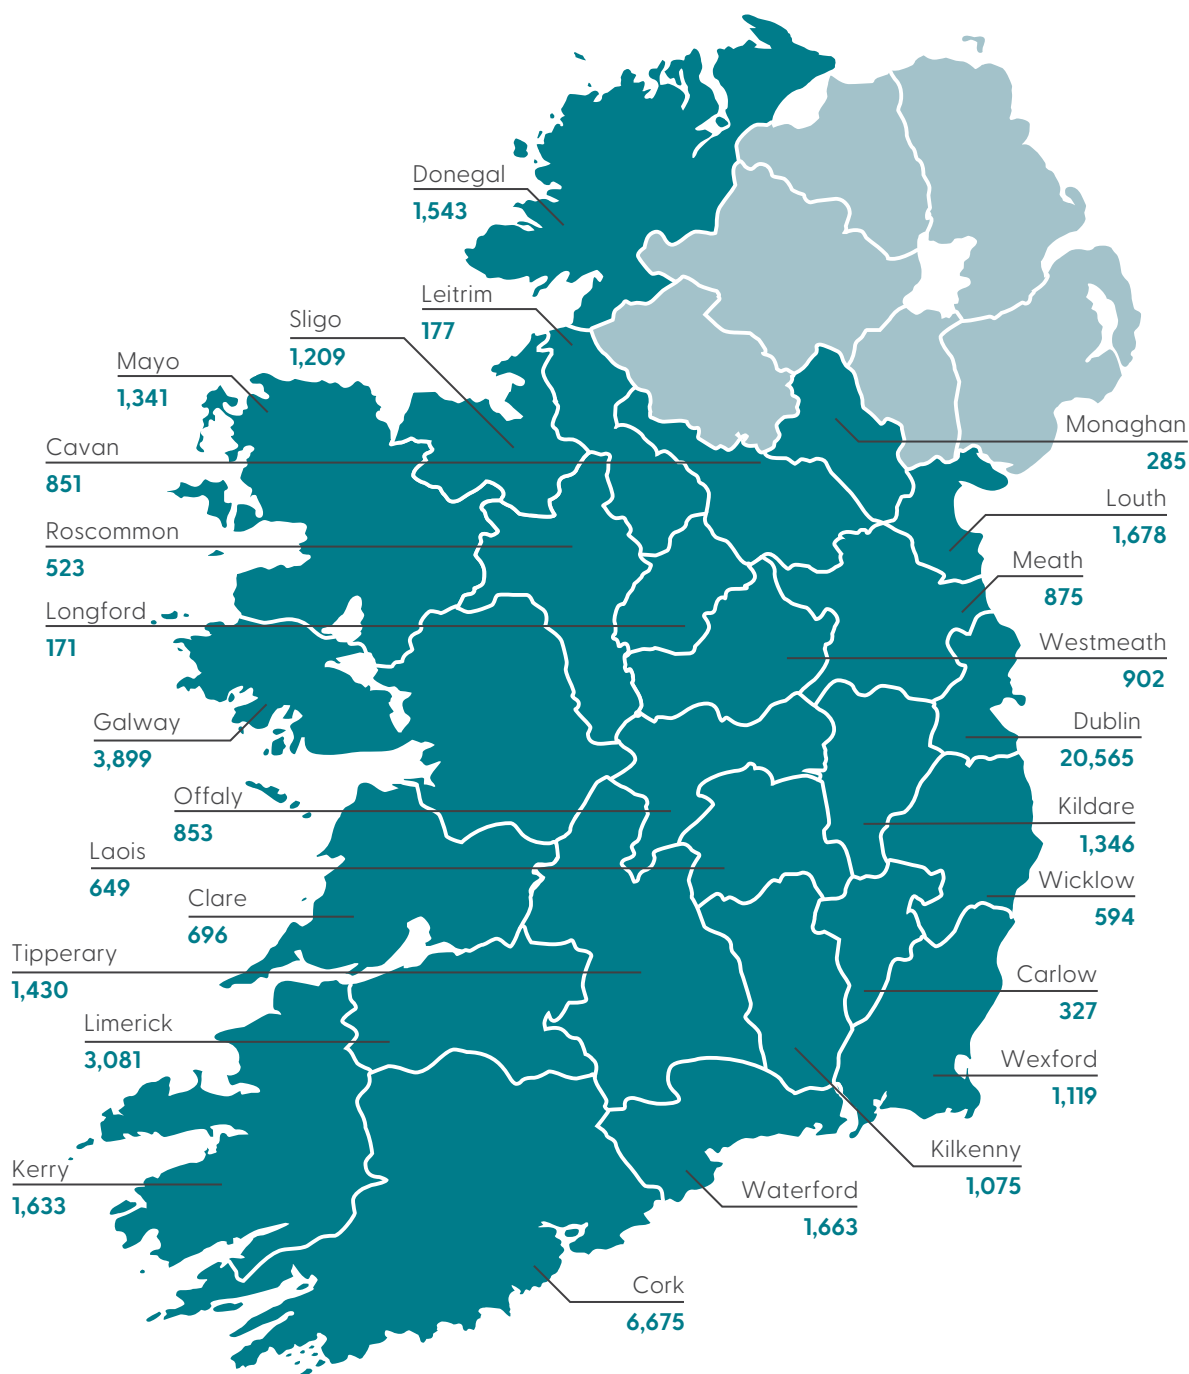 Donegal
1,543
Leitrim
177
Sligo
1,209
Mayo
1,341
Cavan
851
Roscommon
523
Longford
171
Galway
3,899
Offaly
853
Laois
649
Clare
696
Tipperary
1,430
Limerick
3,081
Kerry
1,633
Monaghan
285
Louth
1,678
Meath
875
Westmeath
902
Dublin
20,565
Kildare
1,346
Wicklow
594
Carlow
327
Wexford
1,119
Kilkenny
1,075
Waterford
1,663
Cork
6,675